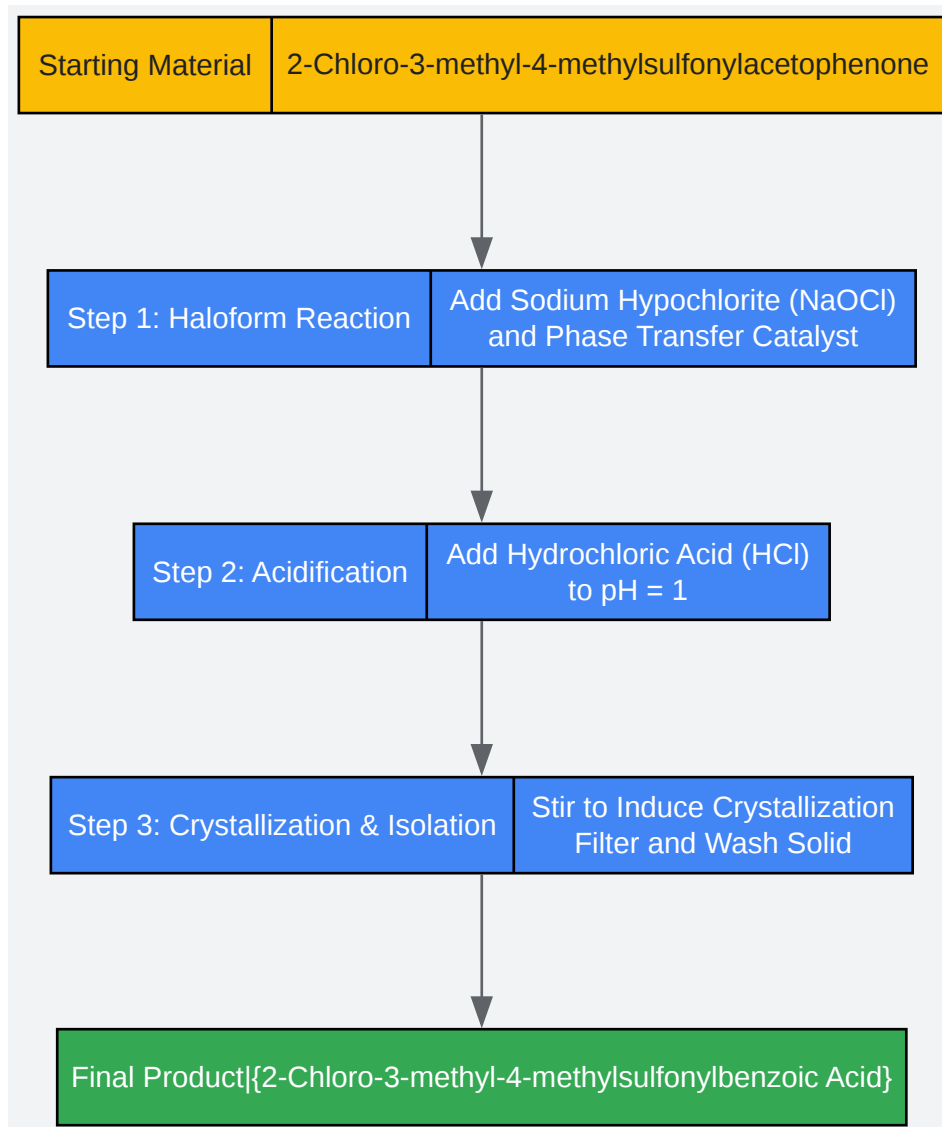 Starting Material
2-Chloro-3-methyl-4-methylsulfonylacetophenone
Step 1: Haloform Reaction
Add Sodium Hypochlorite (NaOCl)
and Phase Transfer Catalyst
Step 2: Acidification
Add Hydrochloric Acid (HCl)
to pH = 1
Step 3: Crystallization & Isolation
Stir to Induce Crystallization
Filter and Wash Solid
Final Product|{2-Chloro-3-methyl-4-methylsulfonylbenzoic Acid}